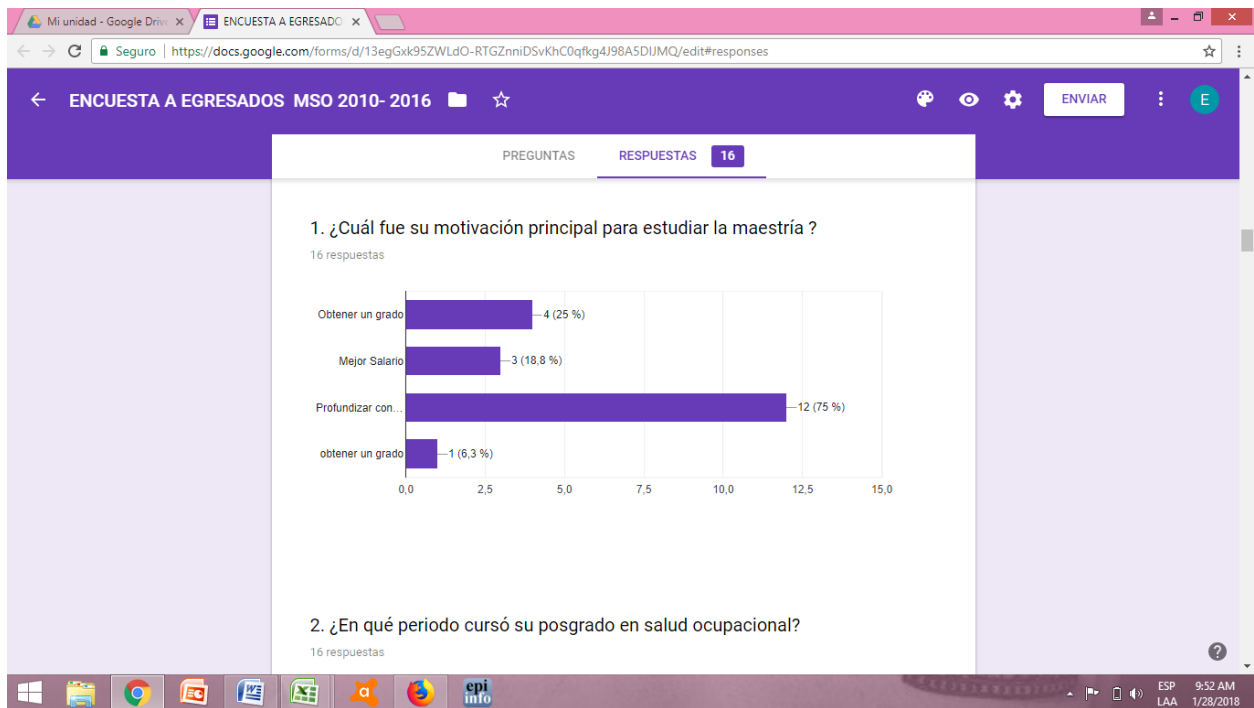 Mi unidad - Google Driv
ENCUESTA A EGRESADO
Seguro | https://docs.google.com/forms/d/13egGxk95ZWLdO-RTGZnniDSvKhC0qfkg4J98A5DIJMQ/edit#responses
ENCUESTA A EGRESADOS MSO 2010- 2016
ENVIAR
E
PREGUNTAS
RESPUESTAS 16
1. ¿Cuál fue su motivación principal para estudiar la maestría ?
16 respuestas
Obtener un grado 4 (25 %)
Mejor Salario 3 (18,8 %)
Profundizar con... 12 (75 %)
obtener un grado 1 (6,3 %)
0,0 2,5 5,0 7,5 10,0 12,5 15,0
2. ¿En qué periodo cursó su posgrado en salud ocupacional?
16 respuestas
?
epi
info
ESP
LAA
9:52 AM
1/28/2018